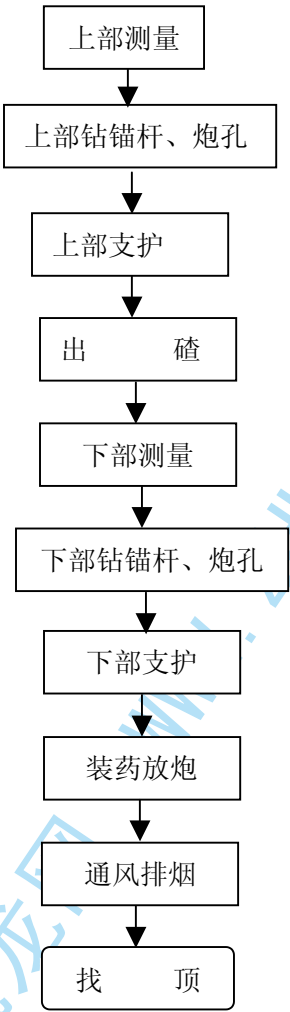 上部测量
上部钻锚杆、炮孔
上部支护
出 碴
下部测量
下部钻锚杆、炮孔
下部支护
装药放炮
通风排烟
找 顶
龙网